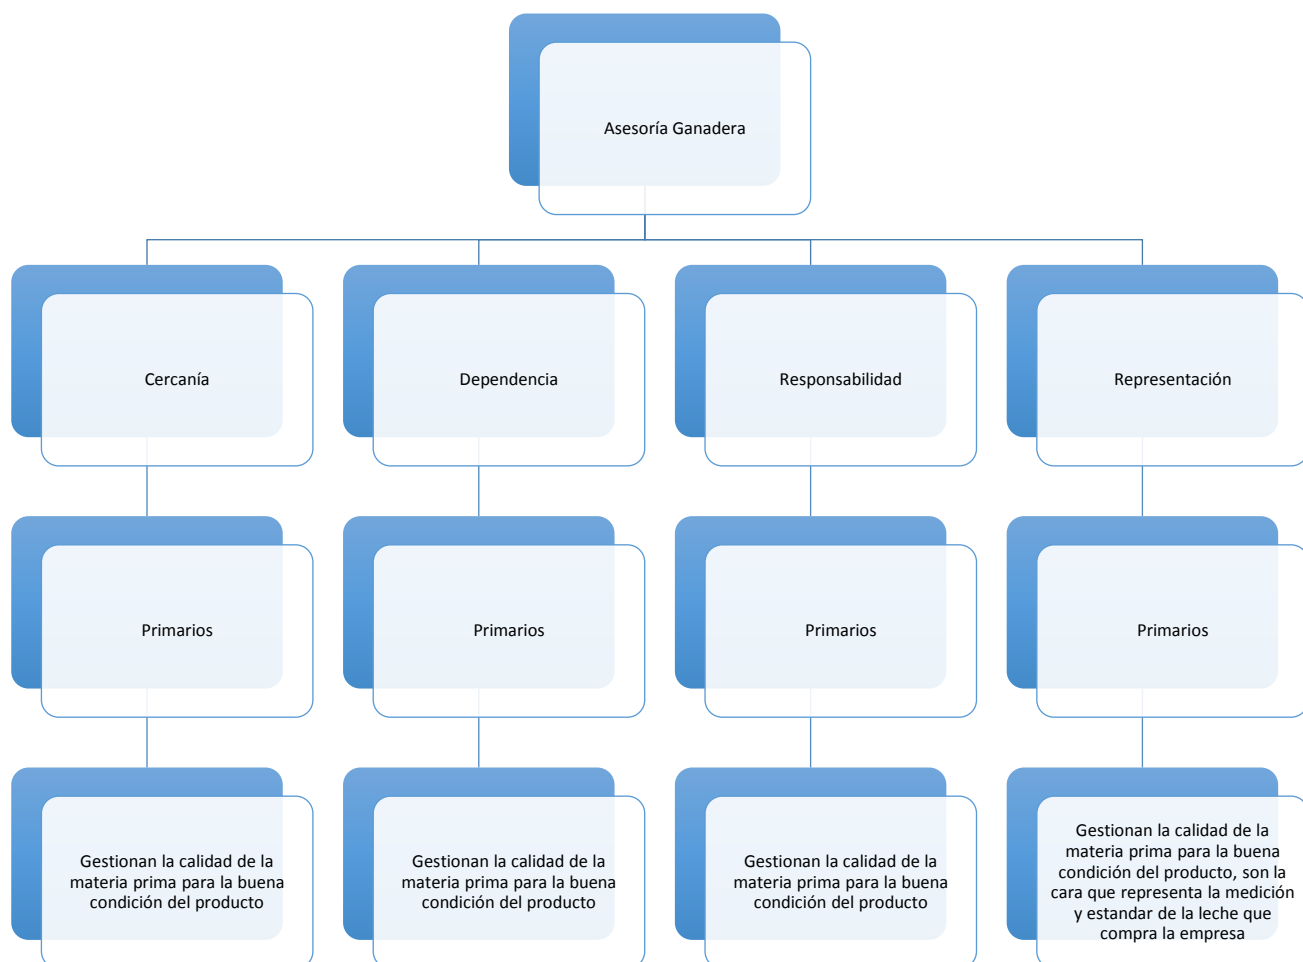 Asesoría Ganadera
Cercanía
Dependencia
Responsabilidad
Representación
Primarios
Primarios
Primarios
Primarios
Gestionan la calidad de la
materia prima para la buena
condición del producto
Gestionan la calidad de la
materia prima para la buena
condición del producto
Gestionan la calidad de la
materia prima para la buena
condición del producto
Gestionan la calidad de la
materia prima para la buena
condición del producto, son la
cara que representa la medición
y estandar de la leche que
compra la empresa